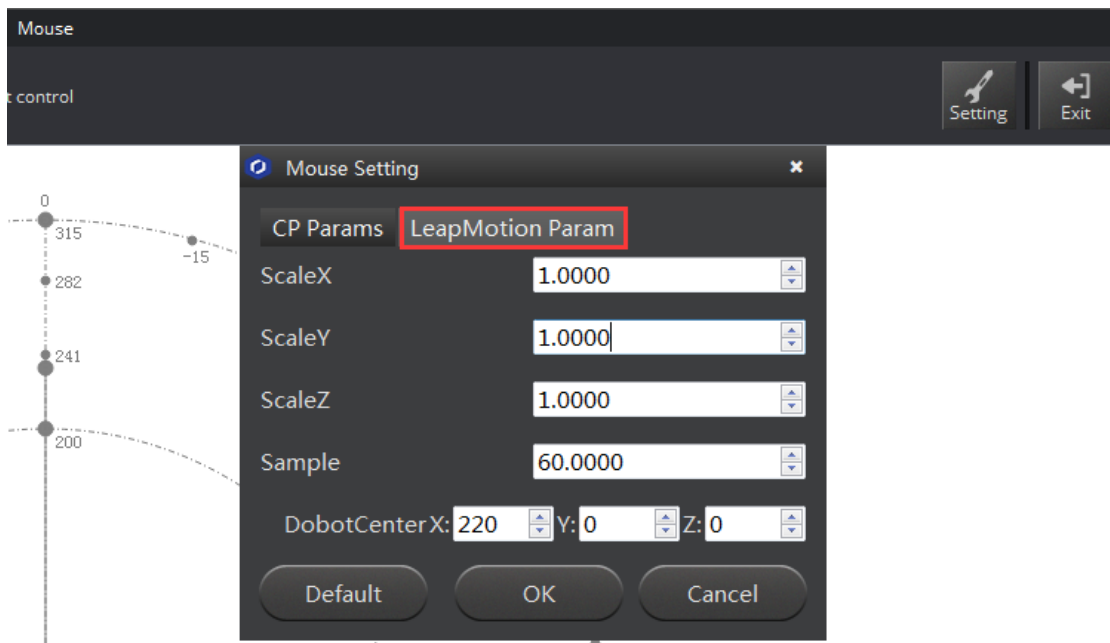 Mouse
t control
Setting
Exit
Mouse Setting
0
315
-15
282
241
200
CP Params LeapMotion Param
ScaleX 1.0000
ScaleY 1.0000
ScaleZ 1.0000
Sample 60.0000
DobotCenter X: 220 Y: 0 Z: 0
Default OK Cancel